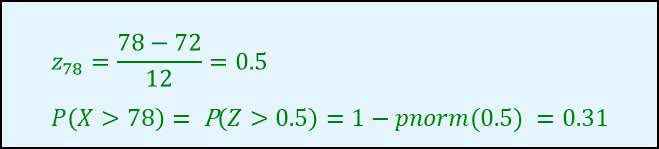 z₇₈ = (78 − 72)/12 = 0.5
P(X > 78) = P(Z > 0.5) = 1 − pnorm(0.5) = 0.31